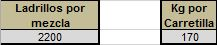 Ladrillos por
mezcla
2200
Kg por
Carretilla
170